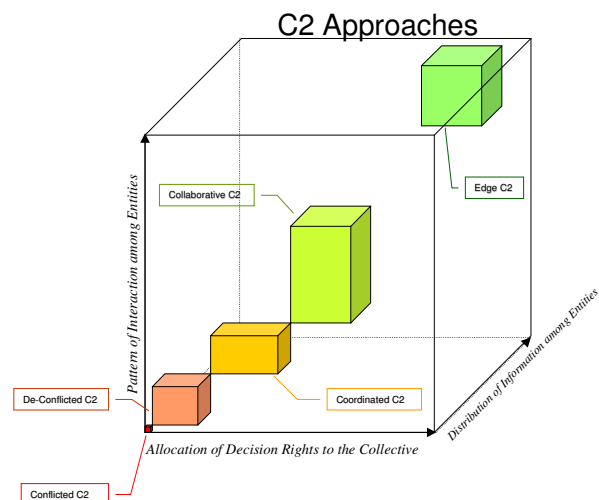 C2 Approaches
Pattern of Interaction among Entities
Collaborative C2
Edge C2
Distribution of Information among Entities
De-Conflicted C2
Coordinated C2
Allocation of Decision Rights to the Collective
Conflicted C2